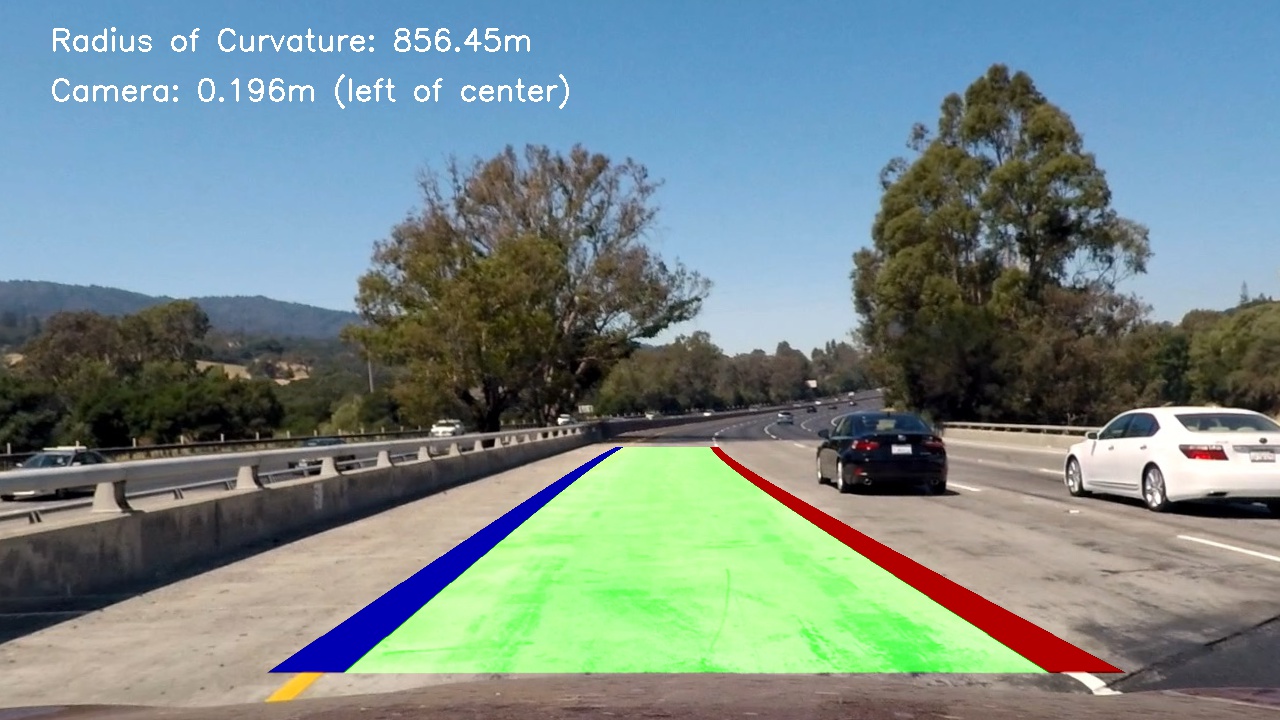 Radius of Curvature: 856.45m
Camera: 0.196m (left of center)